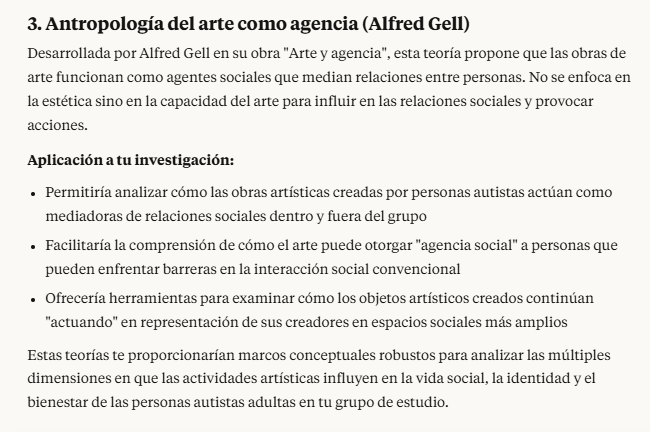 3. Antropología del arte como agencia (Alfred Gell)
Desarrollada por Alfred Gell en su obra "Arte y agencia", esta teoría propone que las obras de
arte funcionan como agentes sociales que median relaciones entre personas. No se enfoca en
la estética sino en la capacidad del arte para influir en las relaciones sociales y provocar
acciones.
Aplicación a tu investigación:
• Permitiría analizar cómo las obras artísticas creadas por personas autistas actúan como
mediadoras de relaciones sociales dentro y fuera del grupo
• Facilitaría la comprensión de cómo el arte puede otorgar "agencia social" a personas que
pueden enfrentar barreras en la interacción social convencional
• Ofrecería herramientas para examinar cómo los objetos artísticos creados continúan
"actuando" en representación de sus creadores en espacios sociales más amplios
Estas teorías te proporcionarían marcos conceptuales robustos para analizar las múltiples
dimensiones en que las actividades artísticas influyen en la vida social, la identidad y el
bienestar de las personas autistas adultas en tu grupo de estudio.